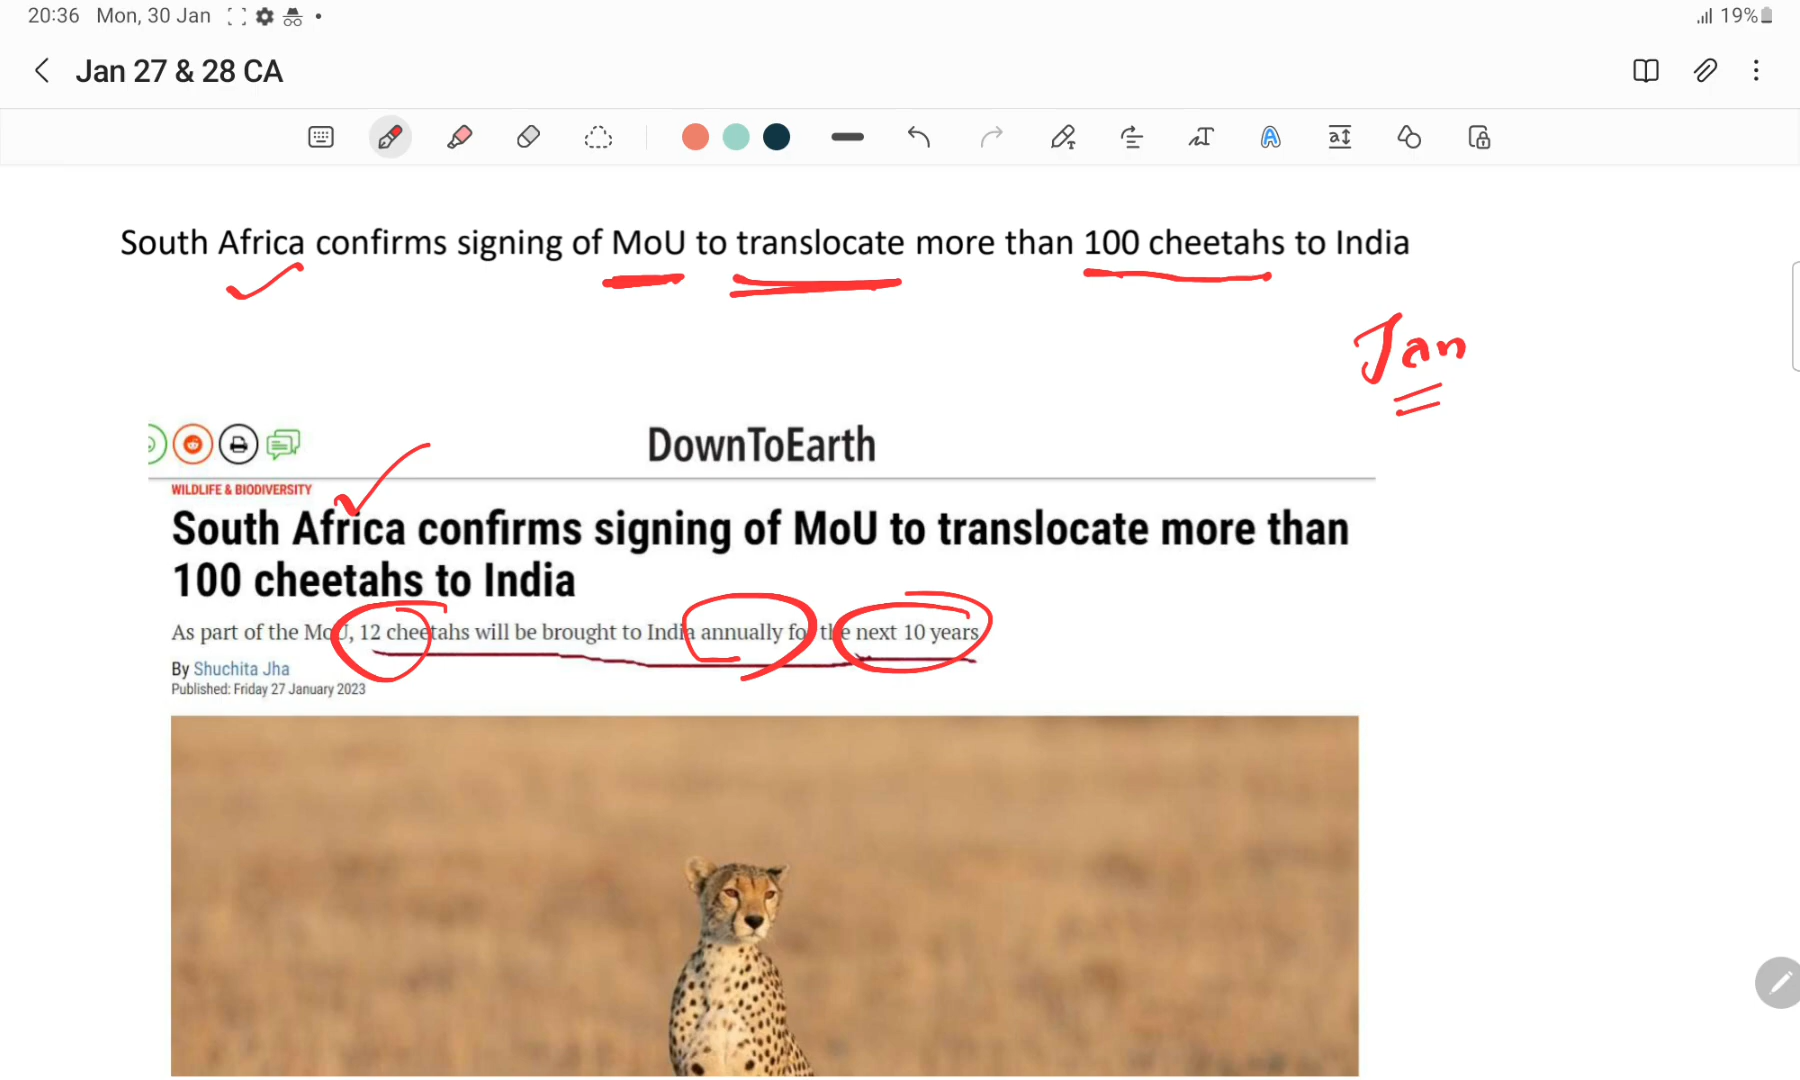 20:36 Mon, 30 Jan
19%
Jan 27 & 28 CA
South Africa confirms signing of MoU to translocate more than 100 cheetahs to India
Jan
DownToEarth
WILDLIFE & BIODIVERSITY
South Africa confirms signing of MoU to translocate more than
100 cheetahs to India
As part of the MoU, 12 cheetahs will be brought to India annually for the next 10 years
By Shuchita Jha
Published: Friday 27 January 2023